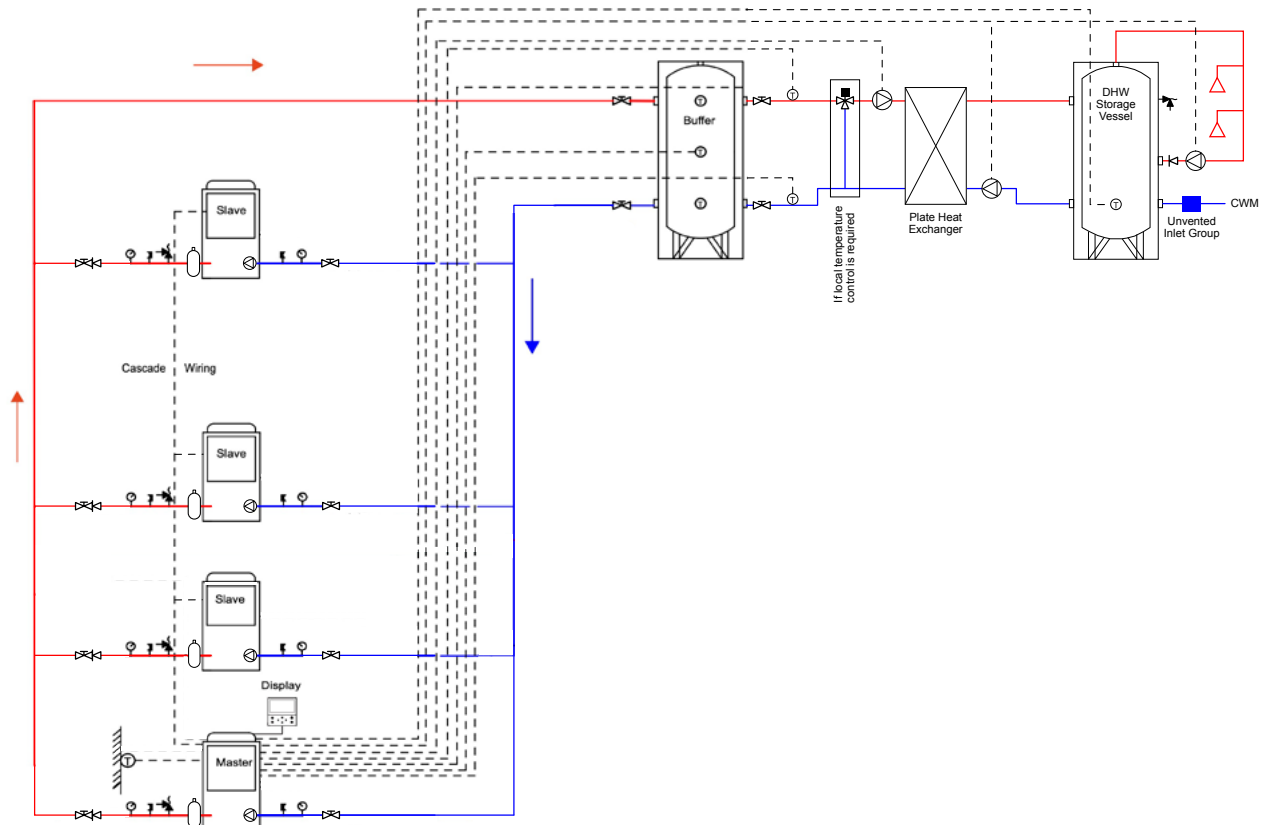 DHW
Storage
Vessel
Buffer
T
T
T
T
T
T
CWM
Unvented
Inlet Group
Plate Heat
Exchanger
If local temperature
control is required
Slave
Cascade
Wiring
Slave
Slave
Display
Master
T